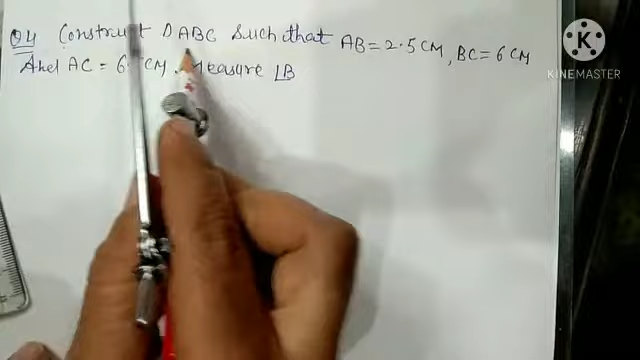 Q4 Construct ΔABC such that AB = 2.5 CM, BC = 6 CM
And AC = 6. CM. Measure ∠B
K
KINEMASTER